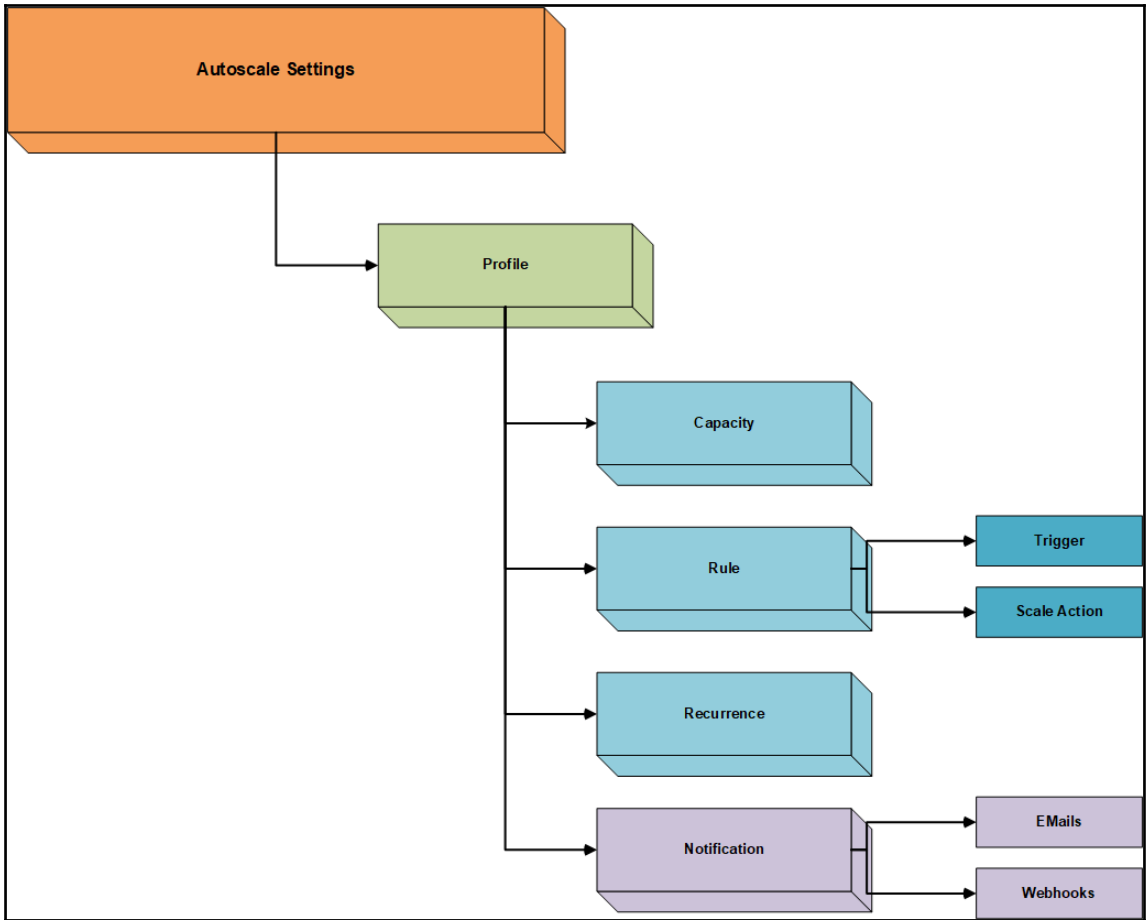 Autoscale Settings
Profile
Capacity
Rule
Trigger
Scale Action
Recurrence
Notification
EMails
Webhooks